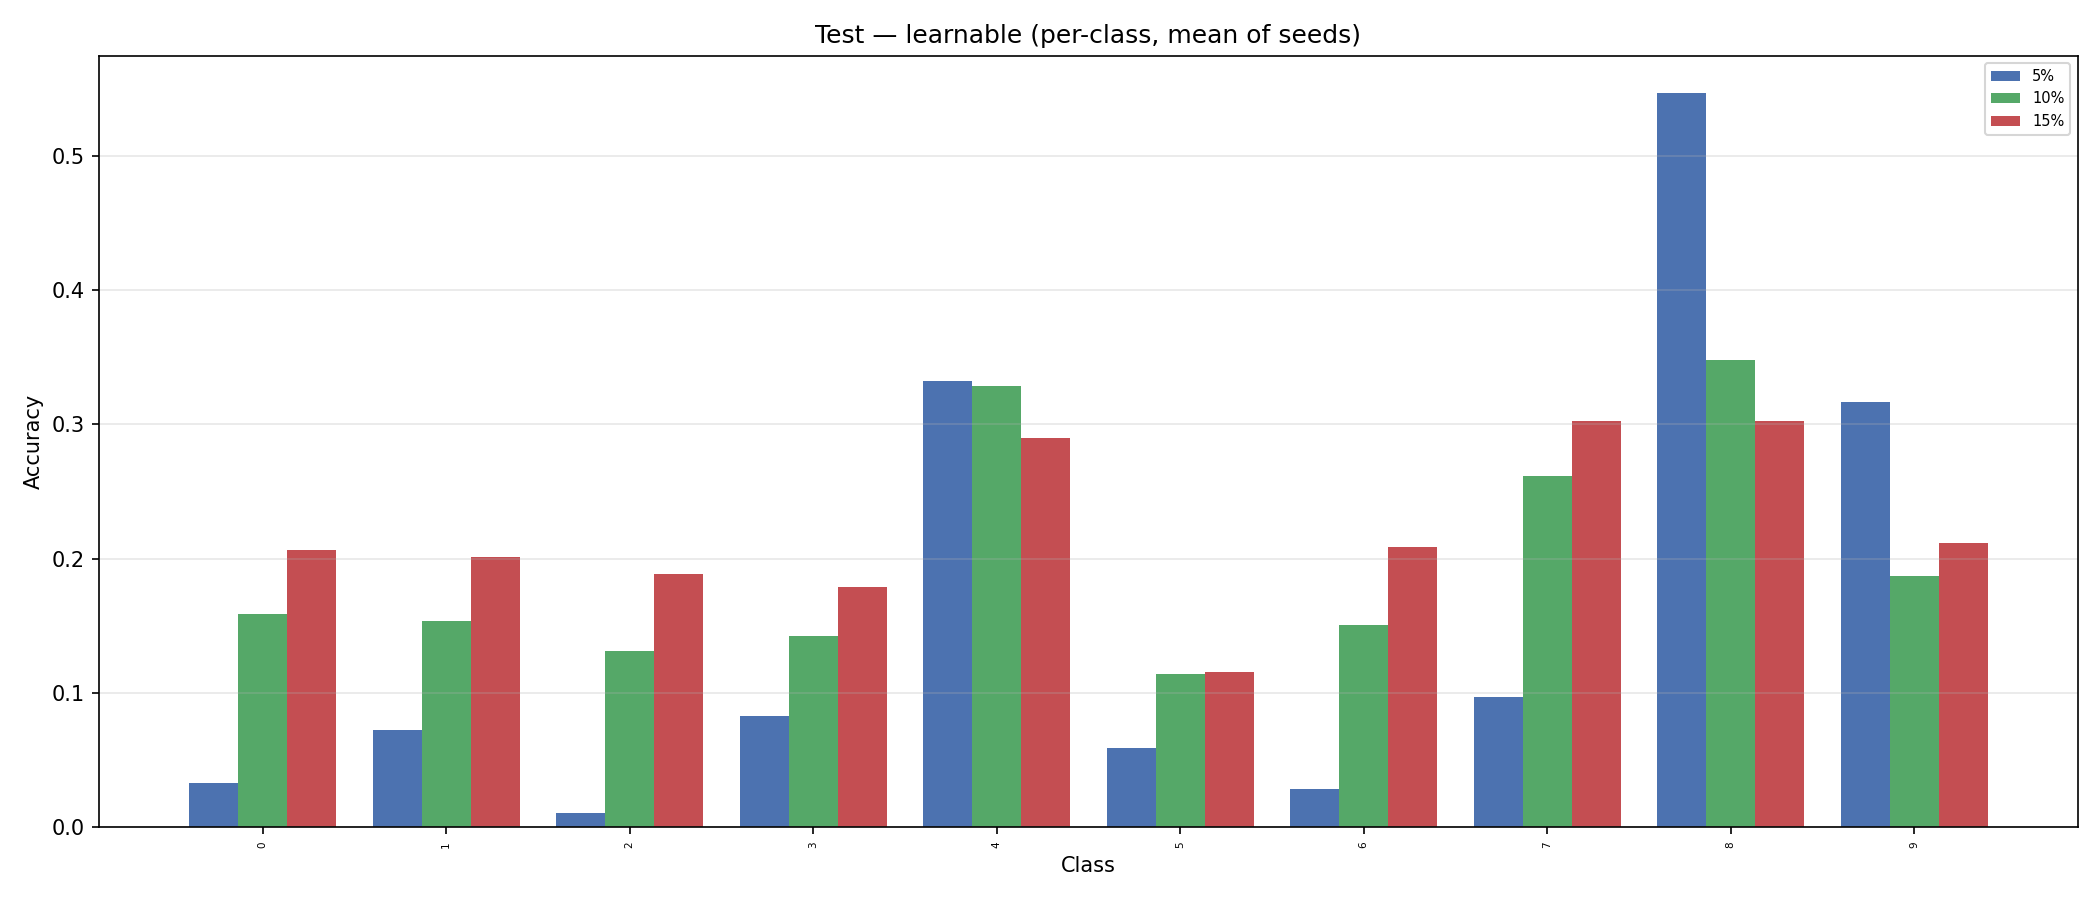 Test — learnable (per-class, mean of seeds)
5%
10%
15%
Accuracy
0.5
0.4
0.3
0.2
0.1
0.0
0 1 2 3 4 5 6 7 8 9
Class